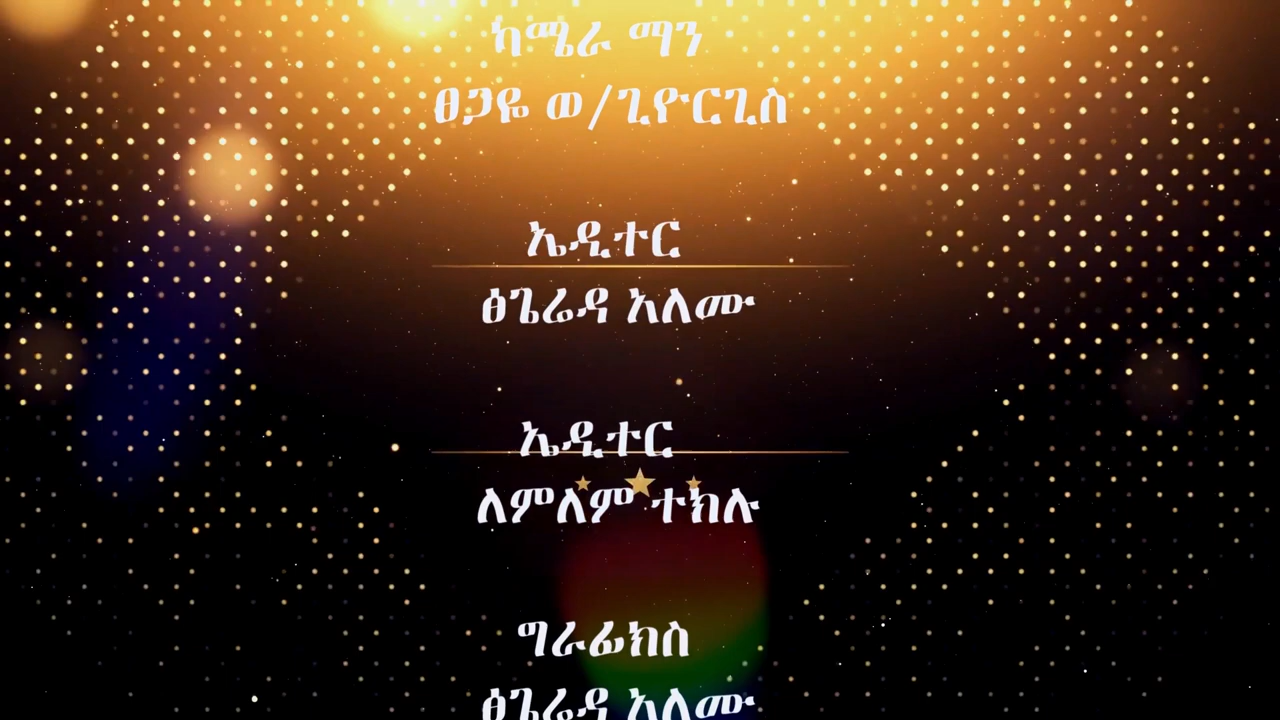 ካሜራ ማን
ፀጋዬ ወ/ጊዮርጊስ
ኤዲተር
ፅጌሬዳ አለሙ
ኤዲተር
ለምለም ተክሉ
ግራፊክስ
ፅጌሬዳ አለሙ